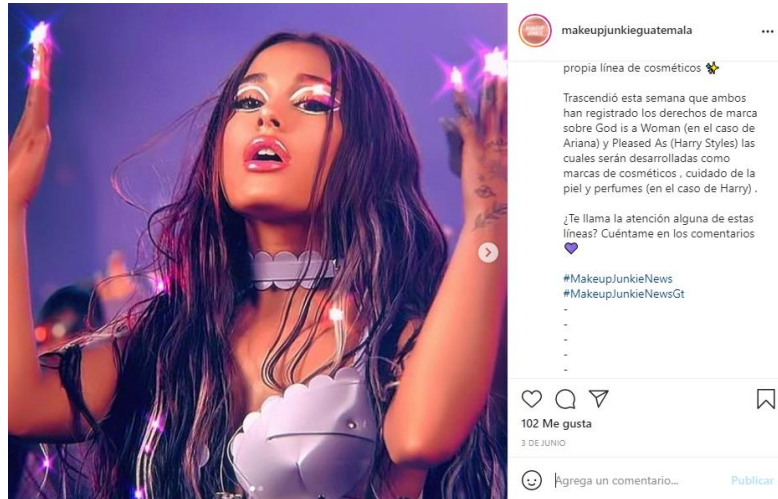 makeupjunkieguatemala
propia línea de cosméticos ✨
Trascendió esta semana que ambos
han registrado los derechos de marca
sobre God is a Woman (en el caso de
Ariana) y Pleased As (Harry Styles) las
cuales serán desarrolladas como
marcas de cosméticos , cuidado de la
piel y perfumes (en el caso de Harry) .
¿Te llama la atención alguna de estas
líneas? Cuéntame en los comentarios
💜
#MakeupJunkieNews
#MakeupJunkieNewsGt
-
-
-
-
-
102 Me gusta
3 DE JUNIO
Agrega un comentario...
Publicar